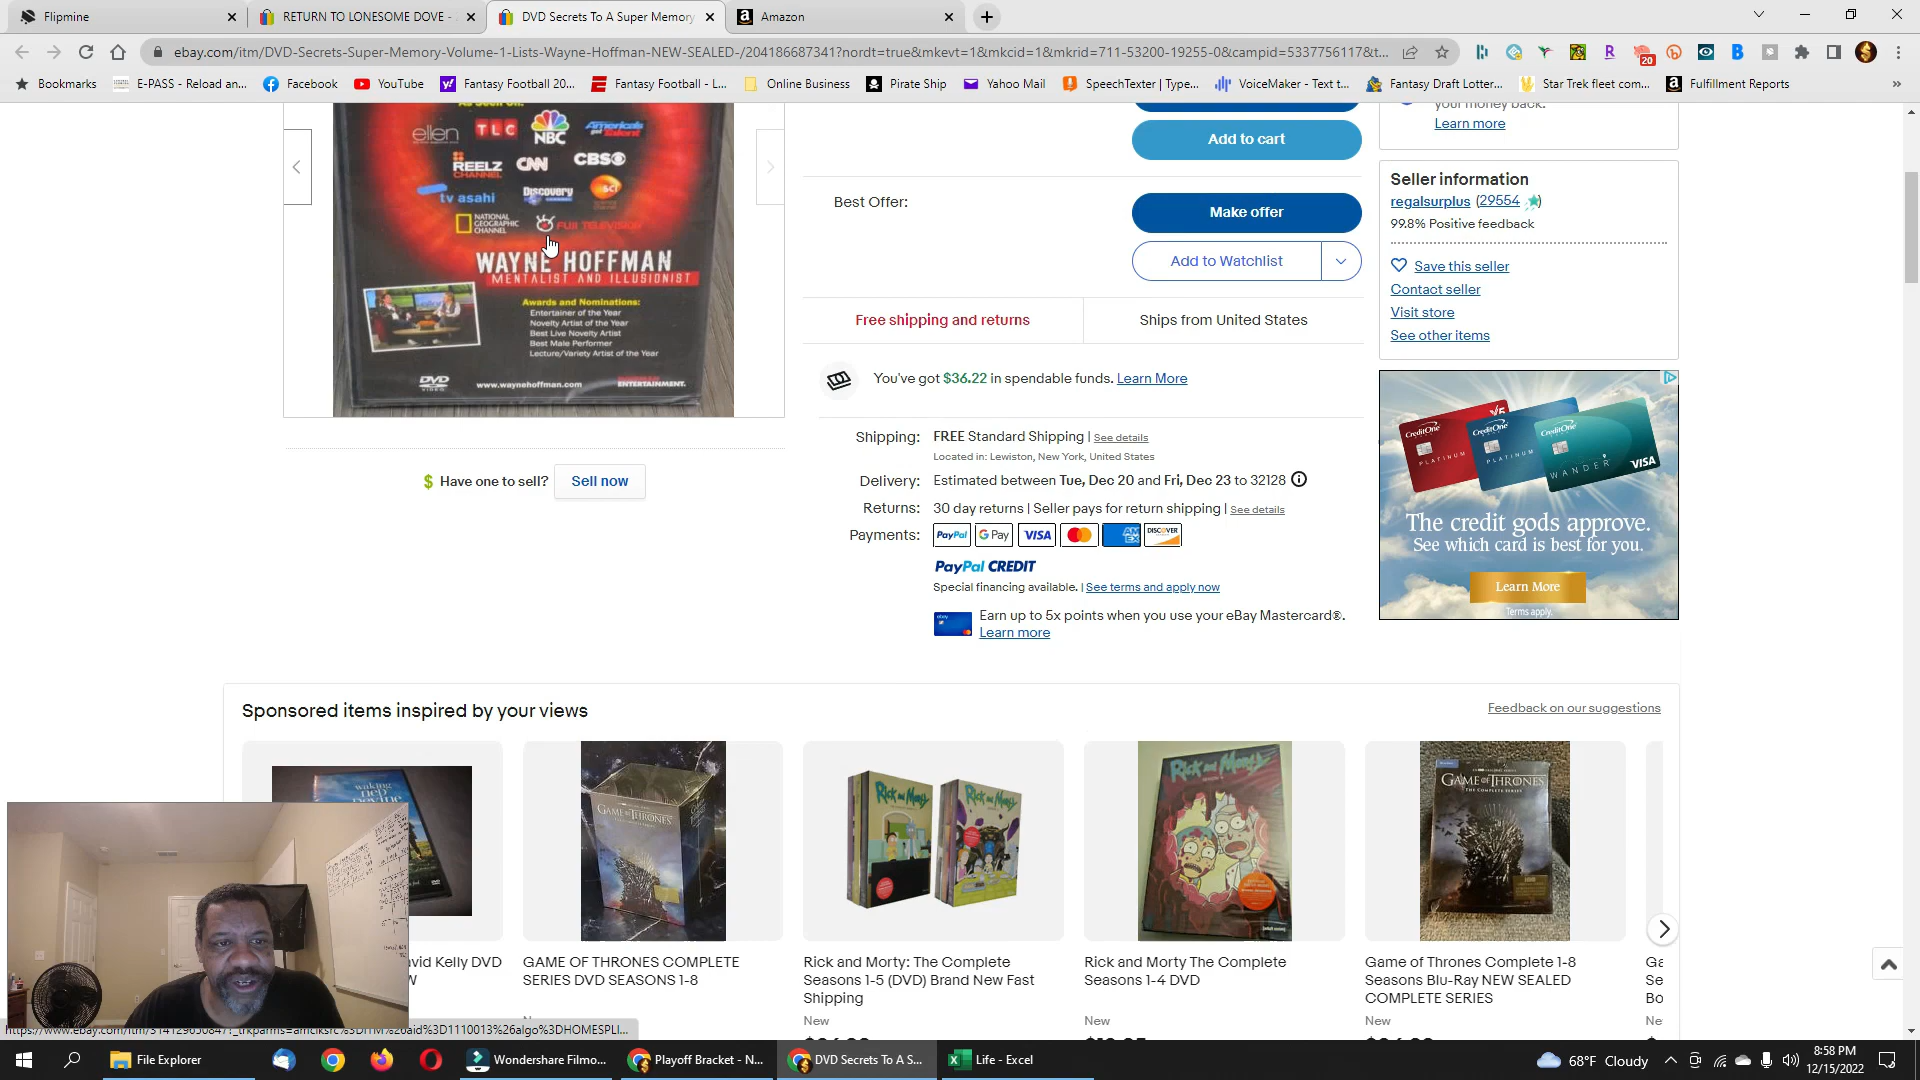 Flipmine
RETURN TO LONESOME DOVE -
DVD Secrets To A Super Memory
Amazon
ebay.com/itm/DVD-Secrets-Super-Memory-Volume-1-Lists-Wayne-Hoffman-NEW-SEALED-/204186687341?nordt=true&mkevt=1&mkcid=1&mkrid=711-53200-19255-0&campid=5337756117&t...
20
Bookmarks
E-PASS - Reload an...
Facebook
YouTube
Fantasy Football 20...
Fantasy Football - L...
Online Business
Pirate Ship
Yahoo Mail
SpeechTexter | Type...
VoiceMaker - Text t...
Fantasy Draft Lotter...
Star Trek fleet com...
Fulfillment Reports
As Seen On:
ellen
TLC
NBC
America's got Talent
REELZ CHANNEL
CNN
CBS
tv asahi
Discovery
SCI
NATIONAL GEOGRAPHIC CHANNEL
FUJI TELEVISION
WAYNE HOFFMAN
MENTALIST AND ILLUSIONIST
Awards and Nominations:
Entertainer of the Year
Novelty Artist of the Year
Best Live Novelty Artist
Best Male Performer
Lecture/Variety Artist of the Year
DVD VIDEO
www.waynehoffman.com
ENTERTAINMENT.
Have one to sell?
Sell now
Add to cart
Best Offer:
Make offer
Add to Watchlist
Free shipping and returns
Ships from United States
You've got $36.22 in spendable funds. Learn More
Shipping: FREE Standard Shipping | See details
Located in: Lewiston, New York, United States
Delivery: Estimated between Tue, Dec 20 and Fri, Dec 23 to 32128
Returns: 30 day returns | Seller pays for return shipping | See details
Payments:
PayPal
G Pay
VISA
AM EX
DISCOVER
PayPal CREDIT
Special financing available. | See terms and apply now
Earn up to 5x points when you use your eBay Mastercard®.
Learn more
your money back.
Learn more
Seller information
regalsurplus (29554)
99.8% Positive feedback
Save this seller
Contact seller
Visit store
See other items
CreditOne
CreditOne
CreditOne
PLATINUM
PLATINUM
WANDER
VISA
The credit gods approve.
See which card is best for you.
Learn More
Terms apply.
Sponsored items inspired by your views
Feedback on our suggestions
waking
ned
devine
GAME OF THRONES
Rick and Morty
Rick and Morty
Rick and Morty
GAME OF THRONES
THE COMPLETE SERIES
avid Kelly DVD
W
GAME OF THRONES COMPLETE
SERIES DVD SEASONS 1-8
Rick and Morty: The Complete
Seasons 1-5 (DVD) Brand New Fast
Shipping
New
Rick and Morty The Complete
Seasons 1-4 DVD
New
Game of Thrones Complete 1-8
Seasons Blu-Ray NEW SEALED
COMPLETE SERIES
New
Ga
Se
Bo
Ne
File Explorer
Wondershare Filmo...
Playoff Bracket - N...
DVD Secrets To A S...
Life - Excel
68°F Cloudy
8:58 PM
12/15/2022